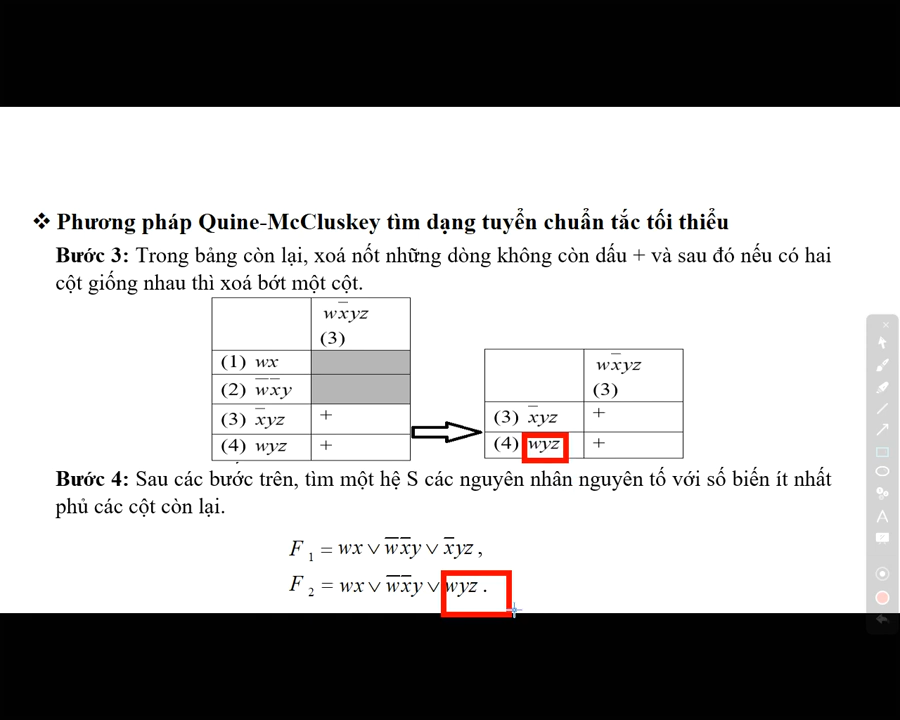 ❖ Phương pháp Quine-McCluskey tìm dạng tuyển chuẩn tắc tối thiểu
Bước 3: Trong bảng còn lại, xoá nốt những dòng không còn dấu + và sau đó nếu có hai
cột giống nhau thì xoá bớt một cột.
wx̅yz
(3)
(1) wx
(2) w̅x̅y
(3) x̅yz +
(4) wyz +
wx̅yz
(3)
(3) x̅yz +
(4) wyz +
Bước 4: Sau các bước trên, tìm một hệ S các nguyên nhân nguyên tố với số biến ít nhất
phủ các cột còn lại.
F₁ = wx ∨ w̅x̅y ∨ x̅yz ,
F₂ = wx ∨ w̅x̅y ∨ wyz .
A